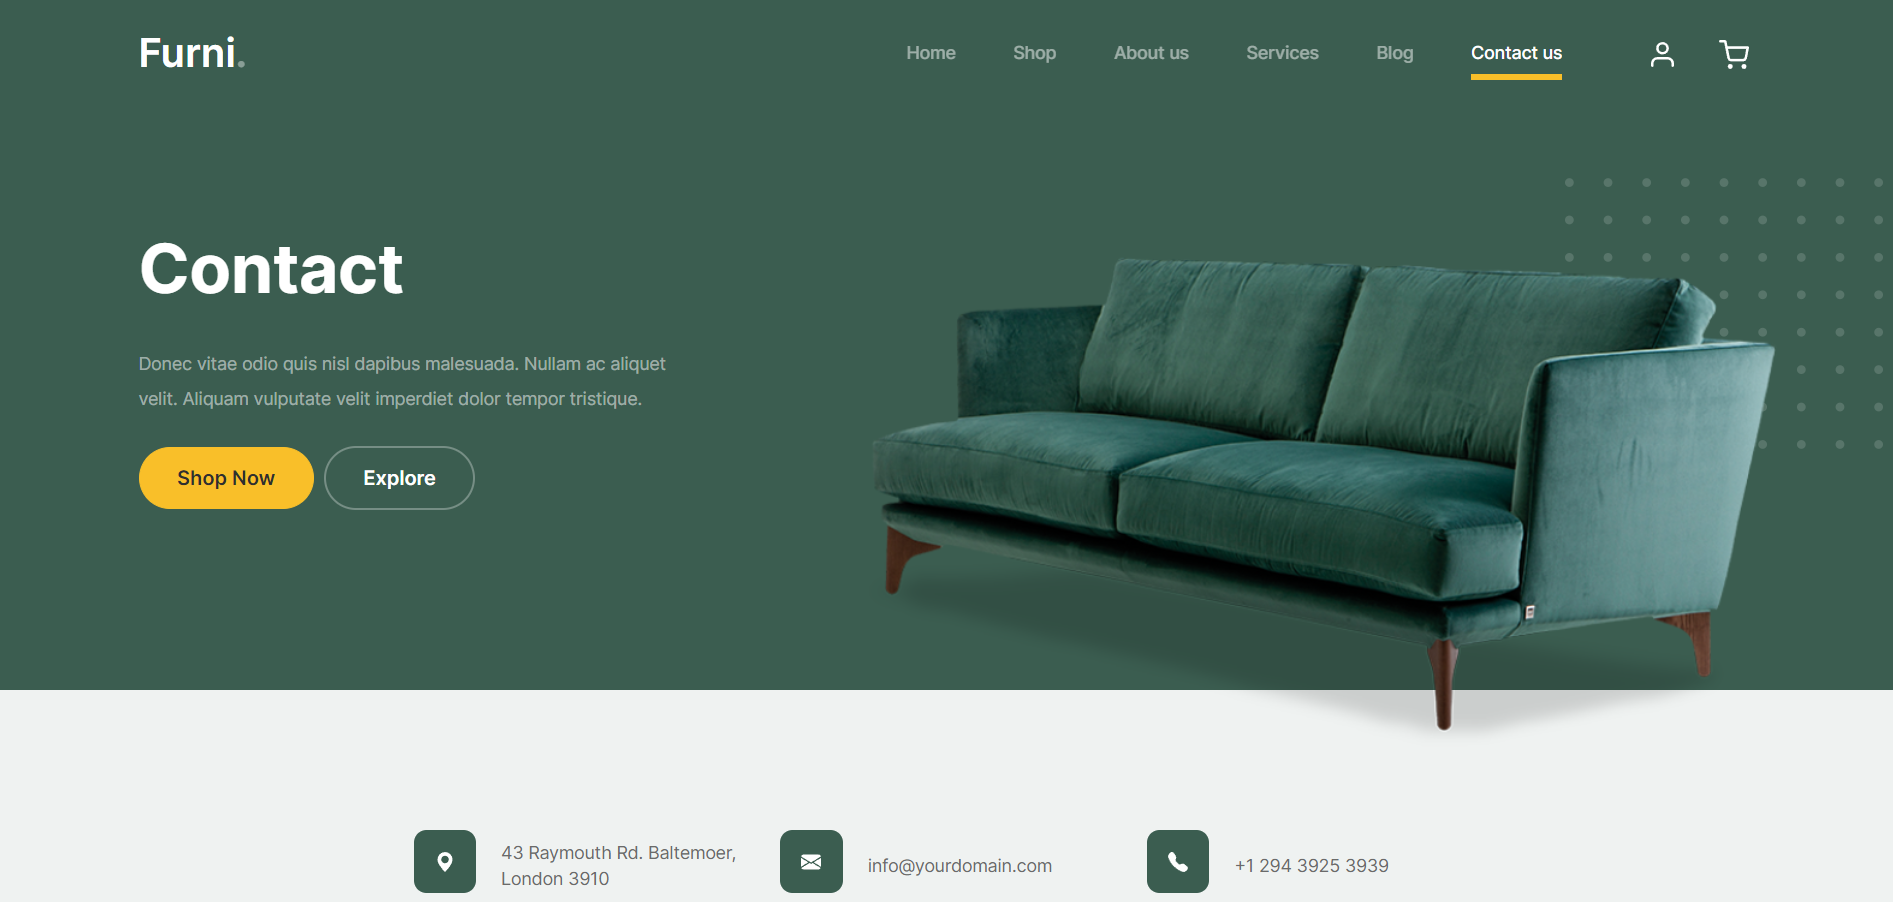 Furni.
Home
Shop
About us
Services
Blog
Contact us
Contact
Donec vitae odio quis nisl dapibus malesuada. Nullam ac aliquet
velit. Aliquam vulputate velit imperdiet dolor tempor tristique.
Shop Now
Explore
43 Raymouth Rd. Baltemoer,
London 3910
info@yourdomain.com
+1 294 3925 3939